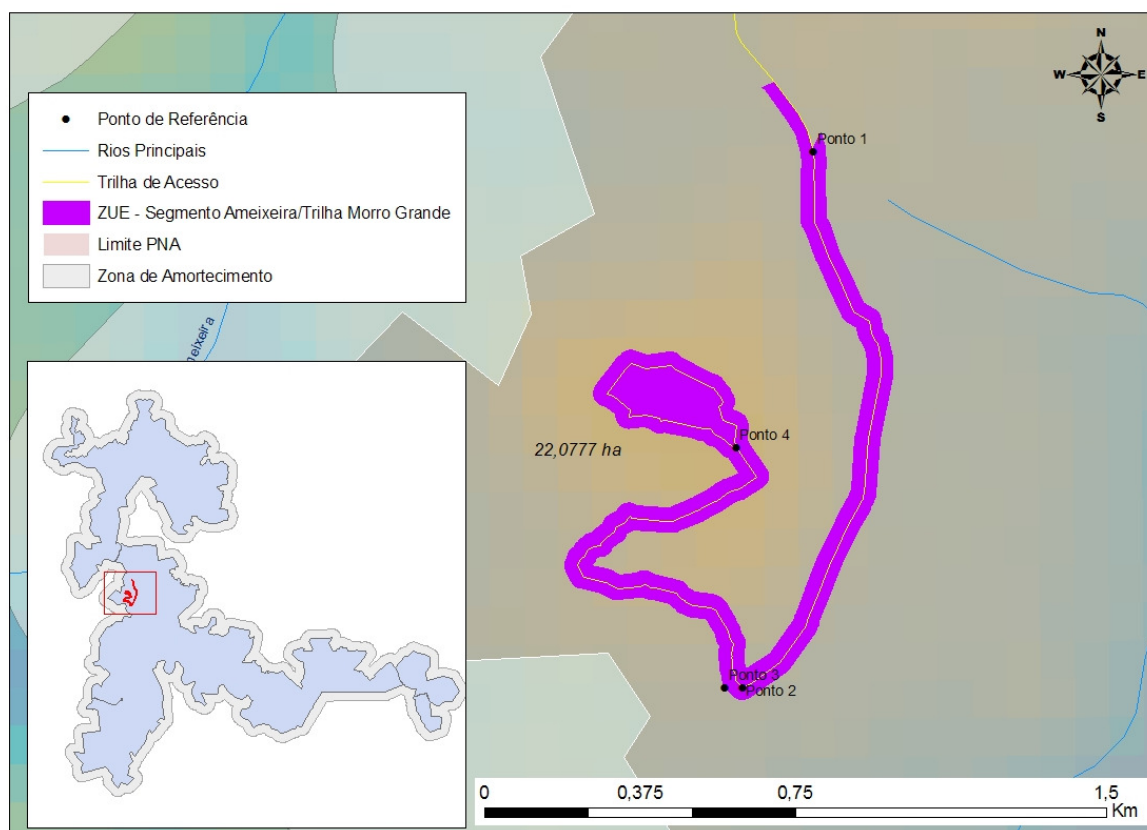 N
W E
S
Ponto de Referência
Rios Principais
Trilha de Acesso
ZUE - Segmento Ameixeira/Trilha Morro Grande
Limite PNA
Zona de Amortecimento
Ponto 1
neixeira
Ponto 4
22,0777 ha
Ponto 3
Ponto 2
0 0,375 0,75 1,5
Km